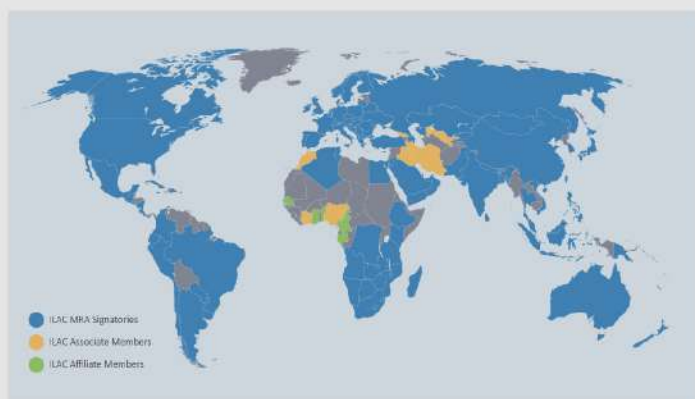 ILAC MRA Signatories
ILAC Associate Members
ILAC Affiliate Members